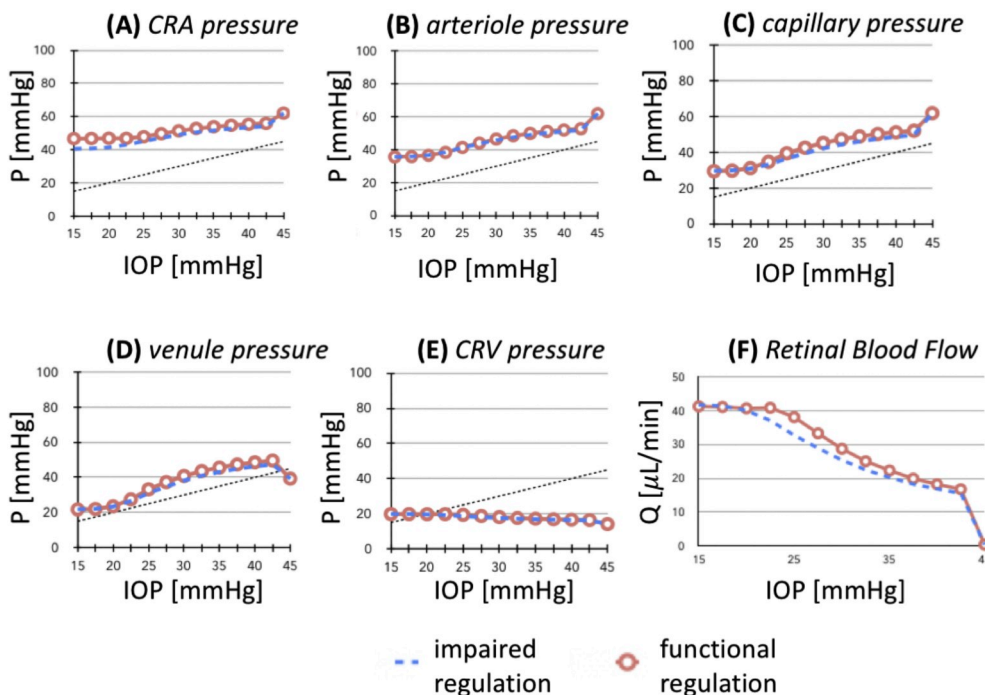 (A) CRA pressure
(B) arteriole pressure
(C) capillary pressure
P [mmHg]
100
80
60
40
20
0
15 20 25 30 35 40 45
IOP [mmHg]
P [mmHg]
100
80
60
40
20
0
15 20 25 30 35 40 45
IOP [mmHg]
P [mmHg]
100
80
60
40
20
0
15 20 25 30 35 40 45
IOP [mmHg]
(D) venule pressure
(E) CRV pressure
(F) Retinal Blood Flow
P [mmHg]
100
80
60
40
20
0
15 20 25 30 35 40 45
IOP [mmHg]
P [mmHg]
100
80
60
40
20
0
15 20 25 30 35 40 45
IOP [mmHg]
Q [μL/min]
50
40
30
20
10
0
15 25 35
IOP [mmHg]
impaired
regulation
functional
regulation